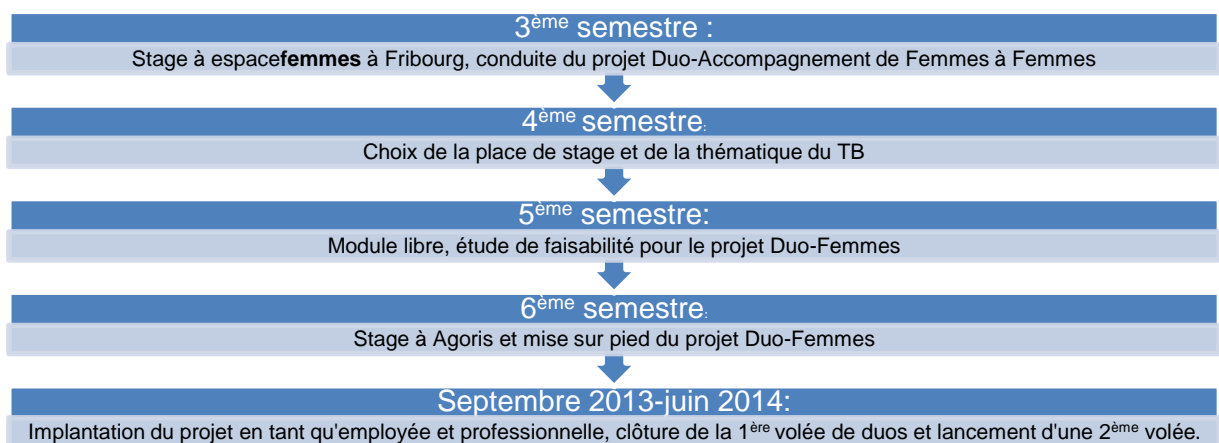 3ème semestre :
Stage à espacefemmes à Fribourg, conduite du projet Duo-Accompagnement de Femmes à Femmes
4ème semestre:
Choix de la place de stage et de la thématique du TB
5ème semestre:
Module libre, étude de faisabilité pour le projet Duo-Femmes
6ème semestre:
Stage à Agoris et mise sur pied du projet Duo-Femmes
Septembre 2013-juin 2014:
Implantation du projet en tant qu'employée et professionnelle, clôture de la 1ère volée de duos et lancement d'une 2ème volée.